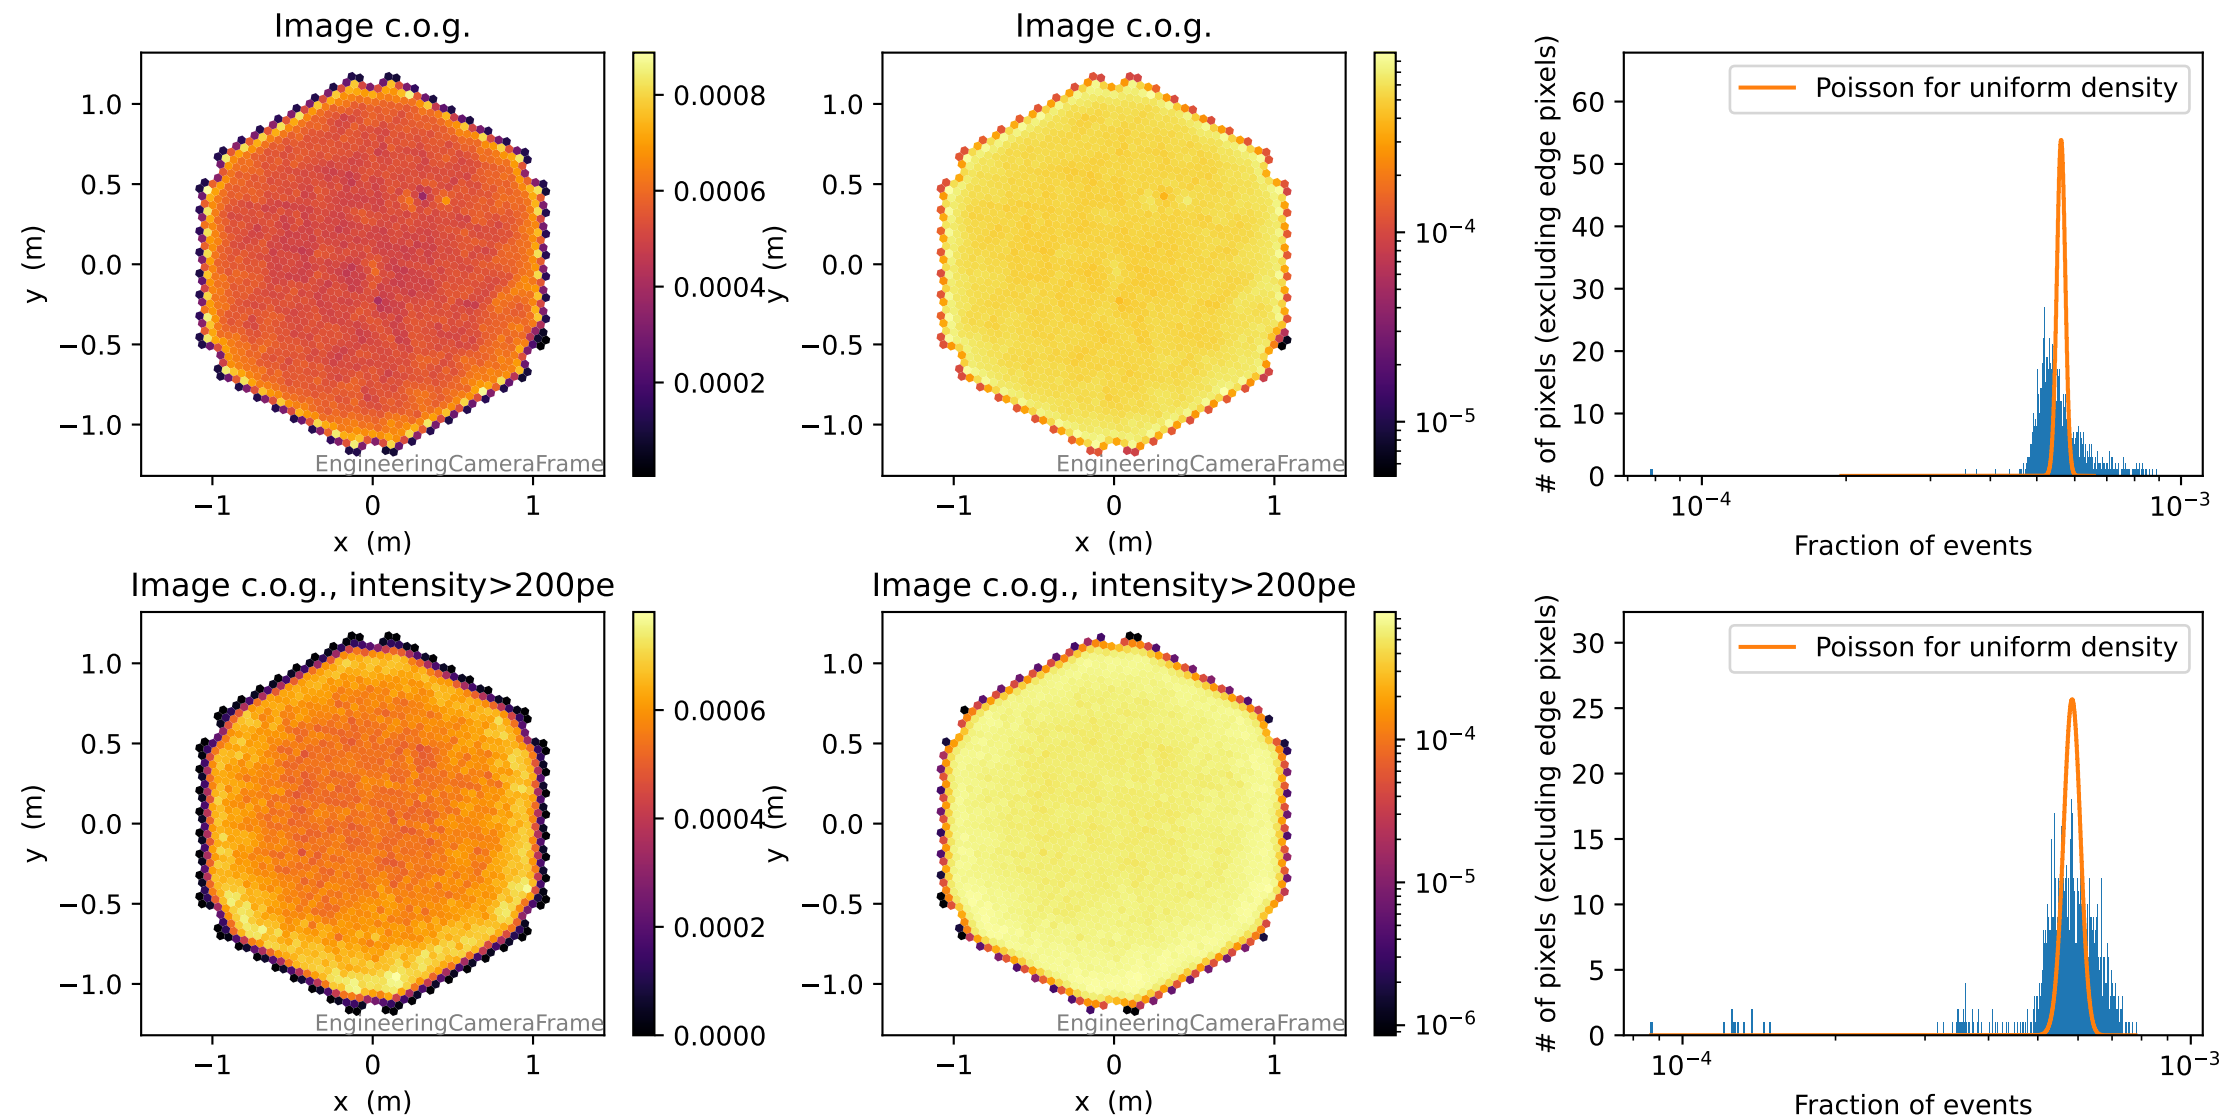 Image c.o.g.
y (m)
1.0
0.5
0.0
−0.5
−1.0
EngineeringCameraFrame
−1 0 1
x (m)
0.0008
0.0006
0.0004
0.0002
Image c.o.g.
y (m)
1.0
0.5
0.0
−0.5
−1.0
EngineeringCameraFrame
−1 0 1
x (m)
10⁻⁴
10⁻⁵
# of pixels (excluding edge pixels)
60
50
40
30
20
10
0
Poisson for uniform density
10⁻⁴ 10⁻³
Fraction of events
Image c.o.g., intensity>200pe
y (m)
1.0
0.5
0.0
−0.5
−1.0
EngineeringCameraFrame
−1 0 1
x (m)
0.0006
0.0004
0.0002
0.0000
Image c.o.g., intensity>200pe
y (m)
1.0
0.5
0.0
−0.5
−1.0
EngineeringCameraFrame
−1 0 1
x (m)
10⁻⁴
10⁻⁵
10⁻⁶
# of pixels (excluding edge pixels)
30
25
20
15
10
5
0
Poisson for uniform density
10⁻⁴ 10⁻³
Fraction of events